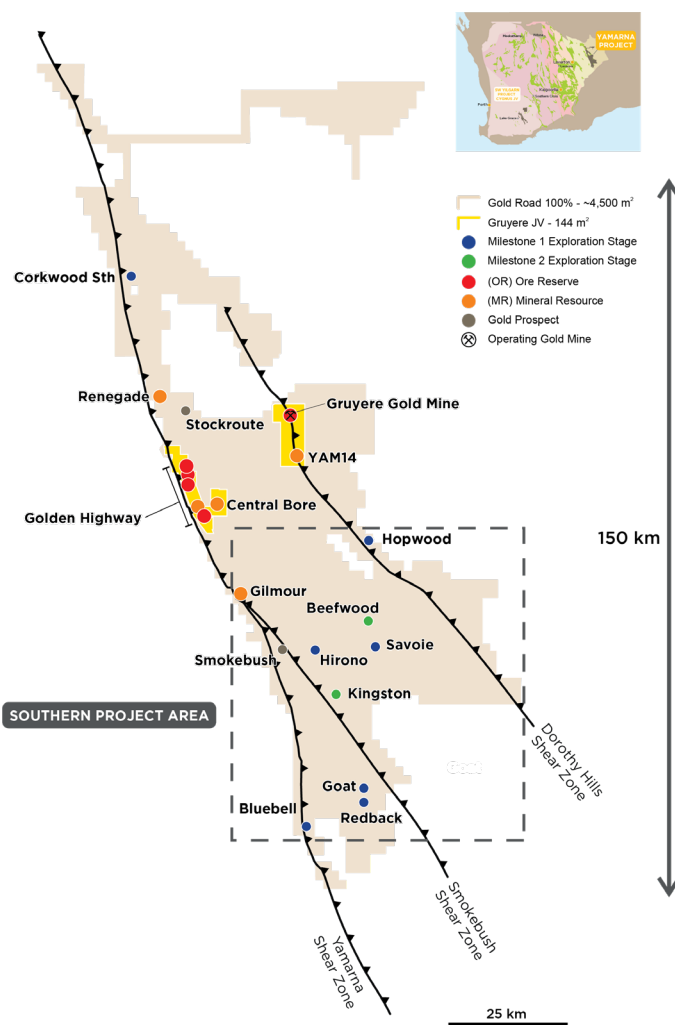 YAMARNA
PROJECT
Gold Road 100% - ~4,500 m²
Gruyere JV - 144 m²
Milestone 1 Exploration Stage
Milestone 2 Exploration Stage
(OR) Ore Reserve
(MR) Mineral Resource
Gold Prospect
Operating Gold Mine
Corkwood Sth
Renegade
Stockroute
Gruyere Gold Mine
YAM14
Golden Highway
Central Bore
150 km
Hopwood
Gilmour
Beefwood
Smokebush
Hirono
Savoie
Kingston
SOUTHERN PROJECT AREA
Dorothy Hills
Shear Zone
Goat
Redback
Bluebell
Smokebush
Shear Zone
Yamarna
Shear Zone
25 km